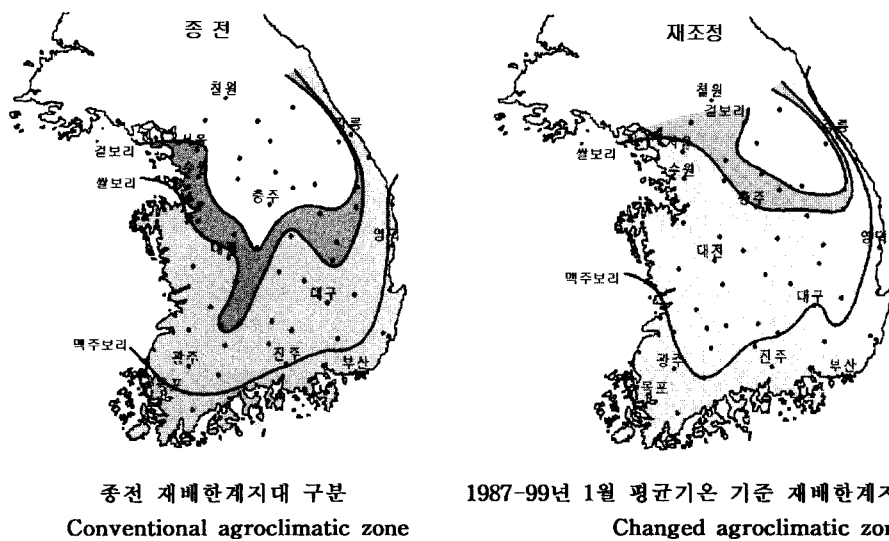 종 전
철원
강릉
서울
겉보리
쌀보리
충주
영덕
대전
대구
맥주보리
광주
진주
부산
목포
종전 재배한계지대 구분
Conventional agroclimatic zone
재조정
철원
겉보리
강릉
서울
쌀보리
수원
충주
영덕
대전
맥주보리
대구
광주
진주
부산
목포
1987-99년 1월 평균기온 기준 재배한계지
Changed agroclimatic zon